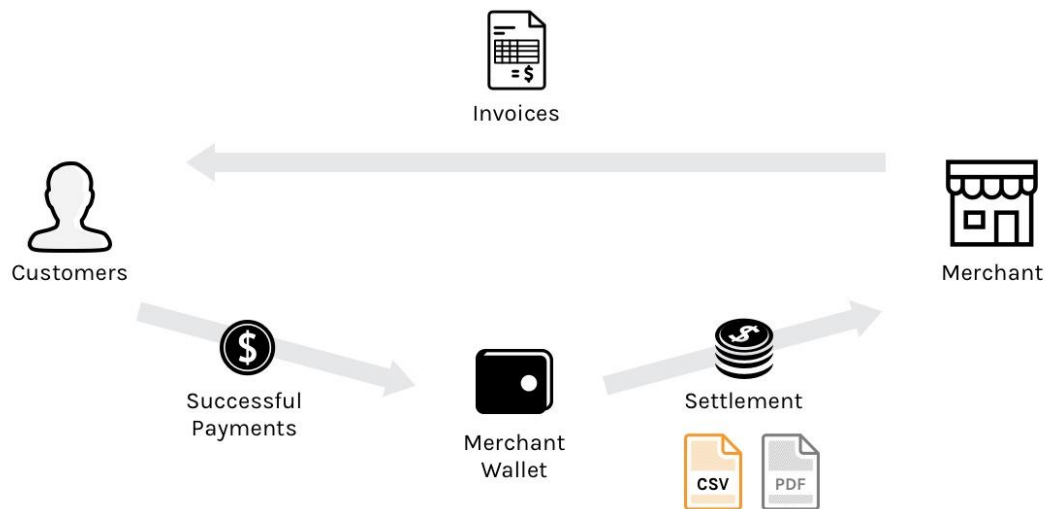 = $
Invoices
Customers
Merchant
$
$
Successful
Payments
Settlement
Merchant
Wallet
CSV
PDF